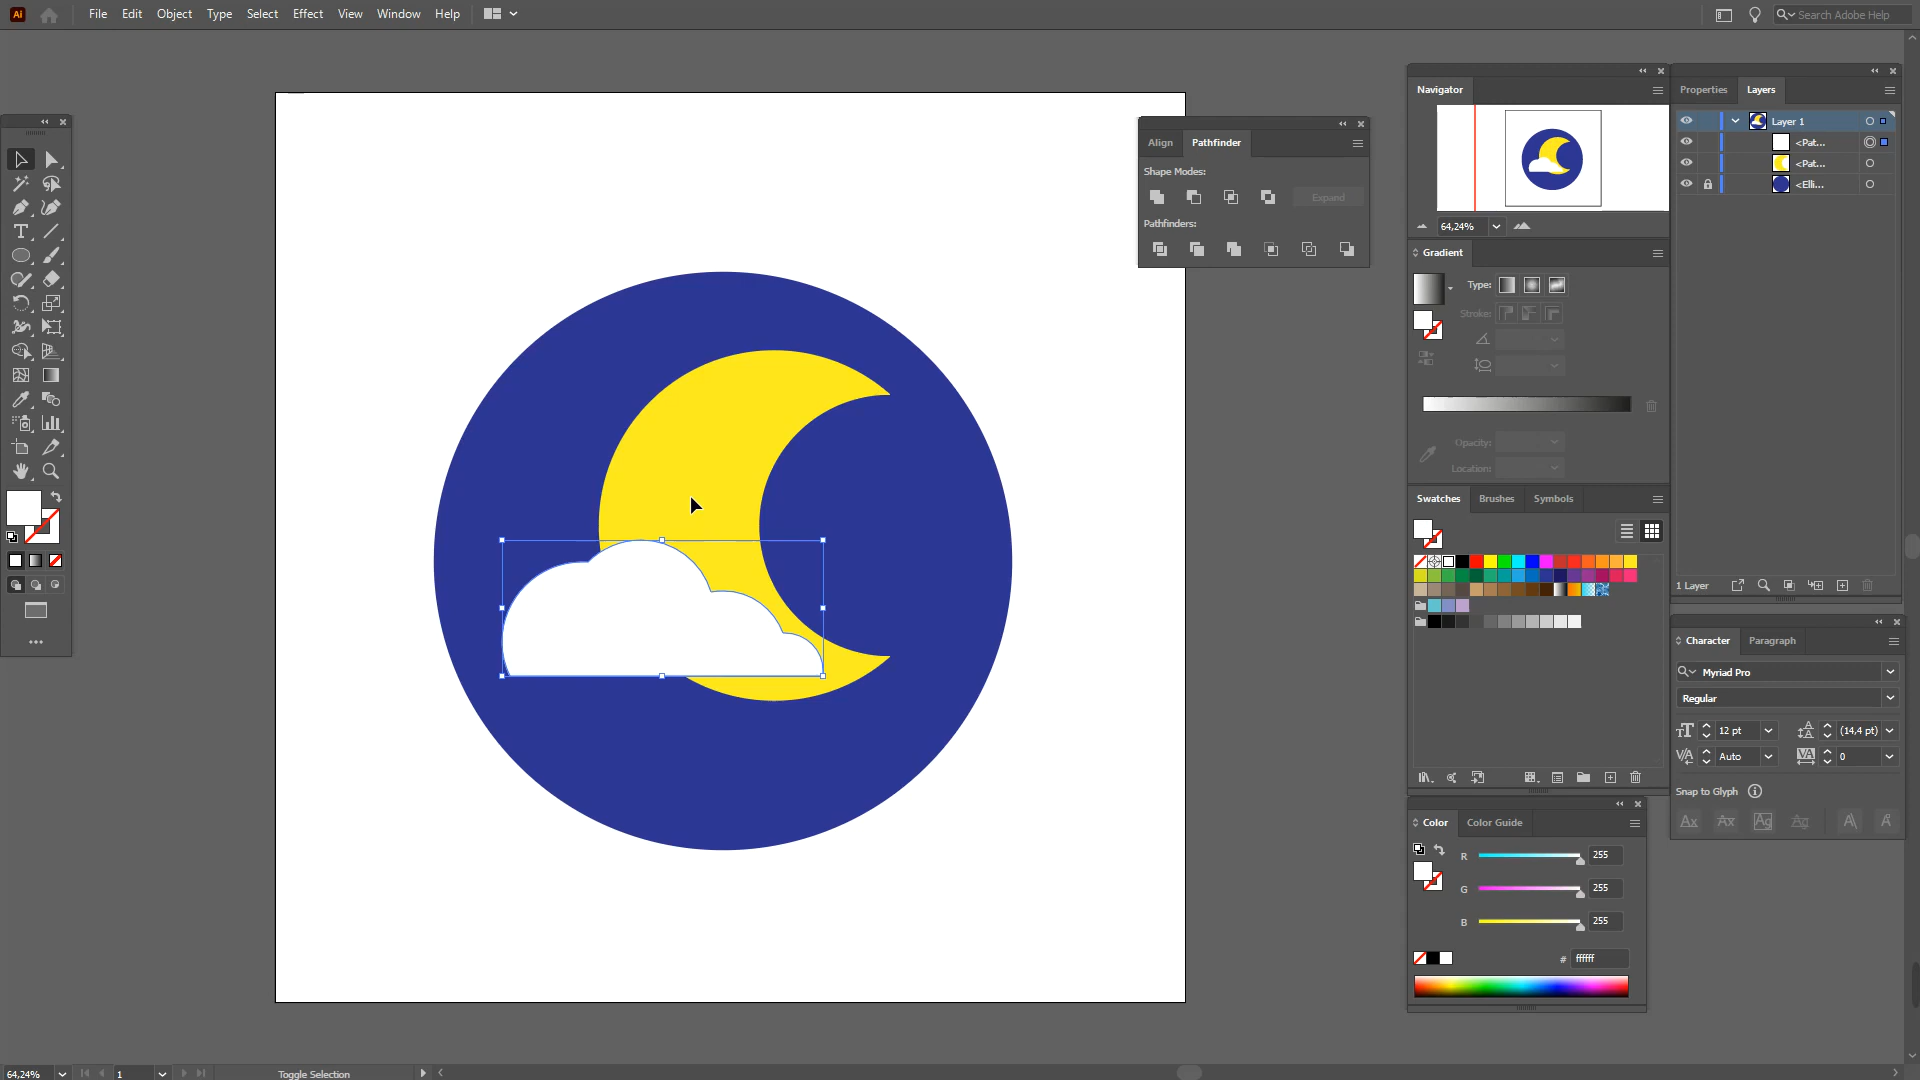 Ai File Edit Object Type Select Effect View Window Help Search Adobe Help
Navigator
Properties Layers
Layer 1
<Pat...
<Pat...
<Elli...
Align Pathfinder
Shape Modes:
Expand
Pathfinders:
64,24%
Gradient
Type:
Stroke:
Opacity:
Location:
Swatches Brushes Symbols
1 Layer
Character Paragraph
Myriad Pro
Regular
12 pt (14,4 pt)
Auto 0
Snap to Glyph
Color Color Guide
R 255
G 255
B 255
# ffffff
64,24% 1 Toggle Selection